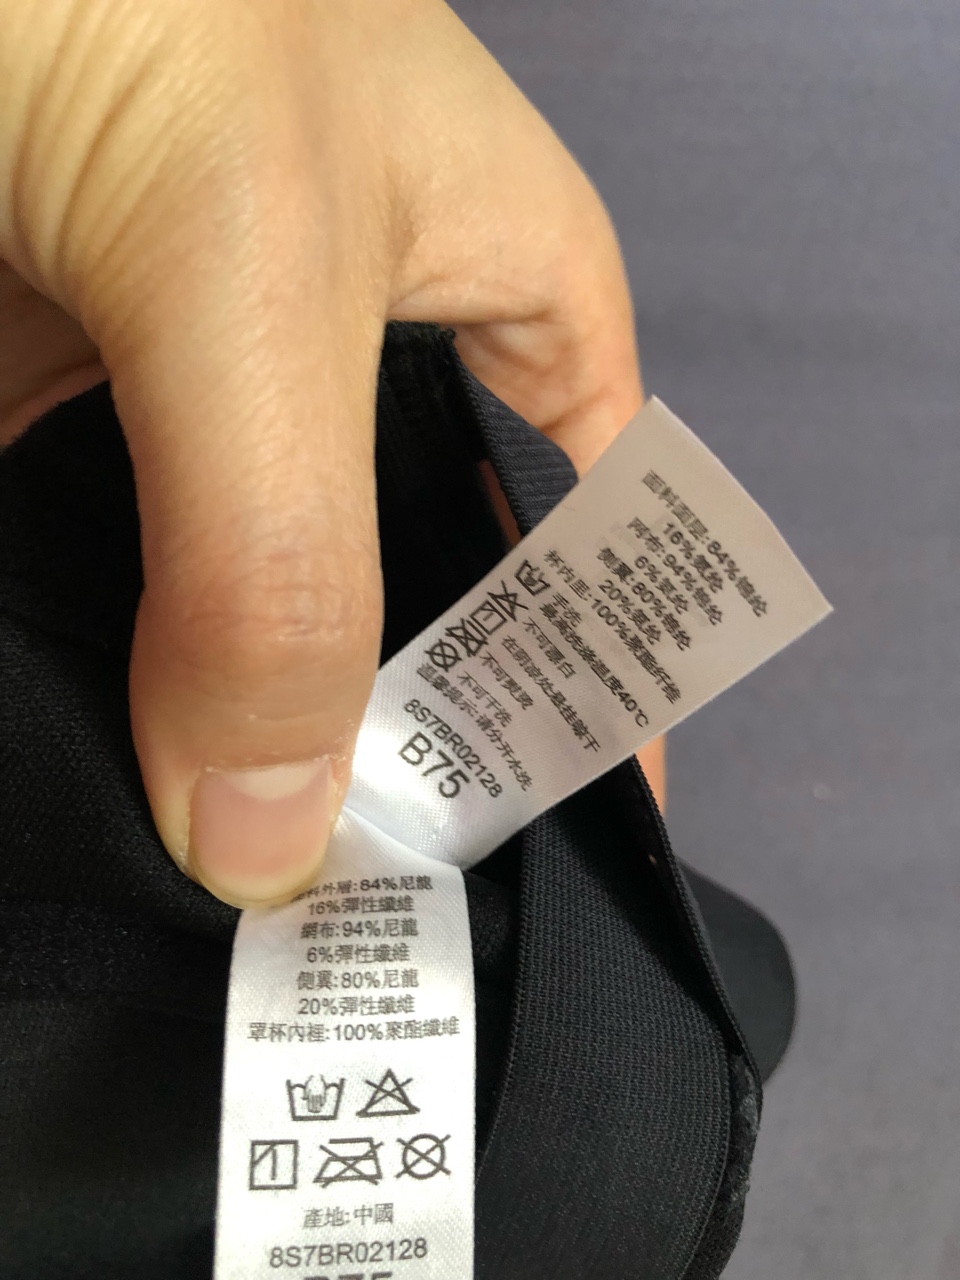 面料面层:84%锦纶
16%氨纶
网布:94%锦纶
6%氨纶
侧翼:80%锦纶
20%氨纶
杯内里:100%聚酯纤维
手洗
最高洗涤温度40℃
不可漂白
在阴凉处悬挂晾干
不可熨烫
不可干洗
温馨提示:请分开水洗
8S7BR02128
B75
料外層:84%尼龍
16%彈性纖維
網布:94%尼龍
6%彈性纖維
側翼:80%尼龍
20%彈性纖維
罩杯內裡:100%聚酯纖維
產地:中國
8S7BR02128
B75